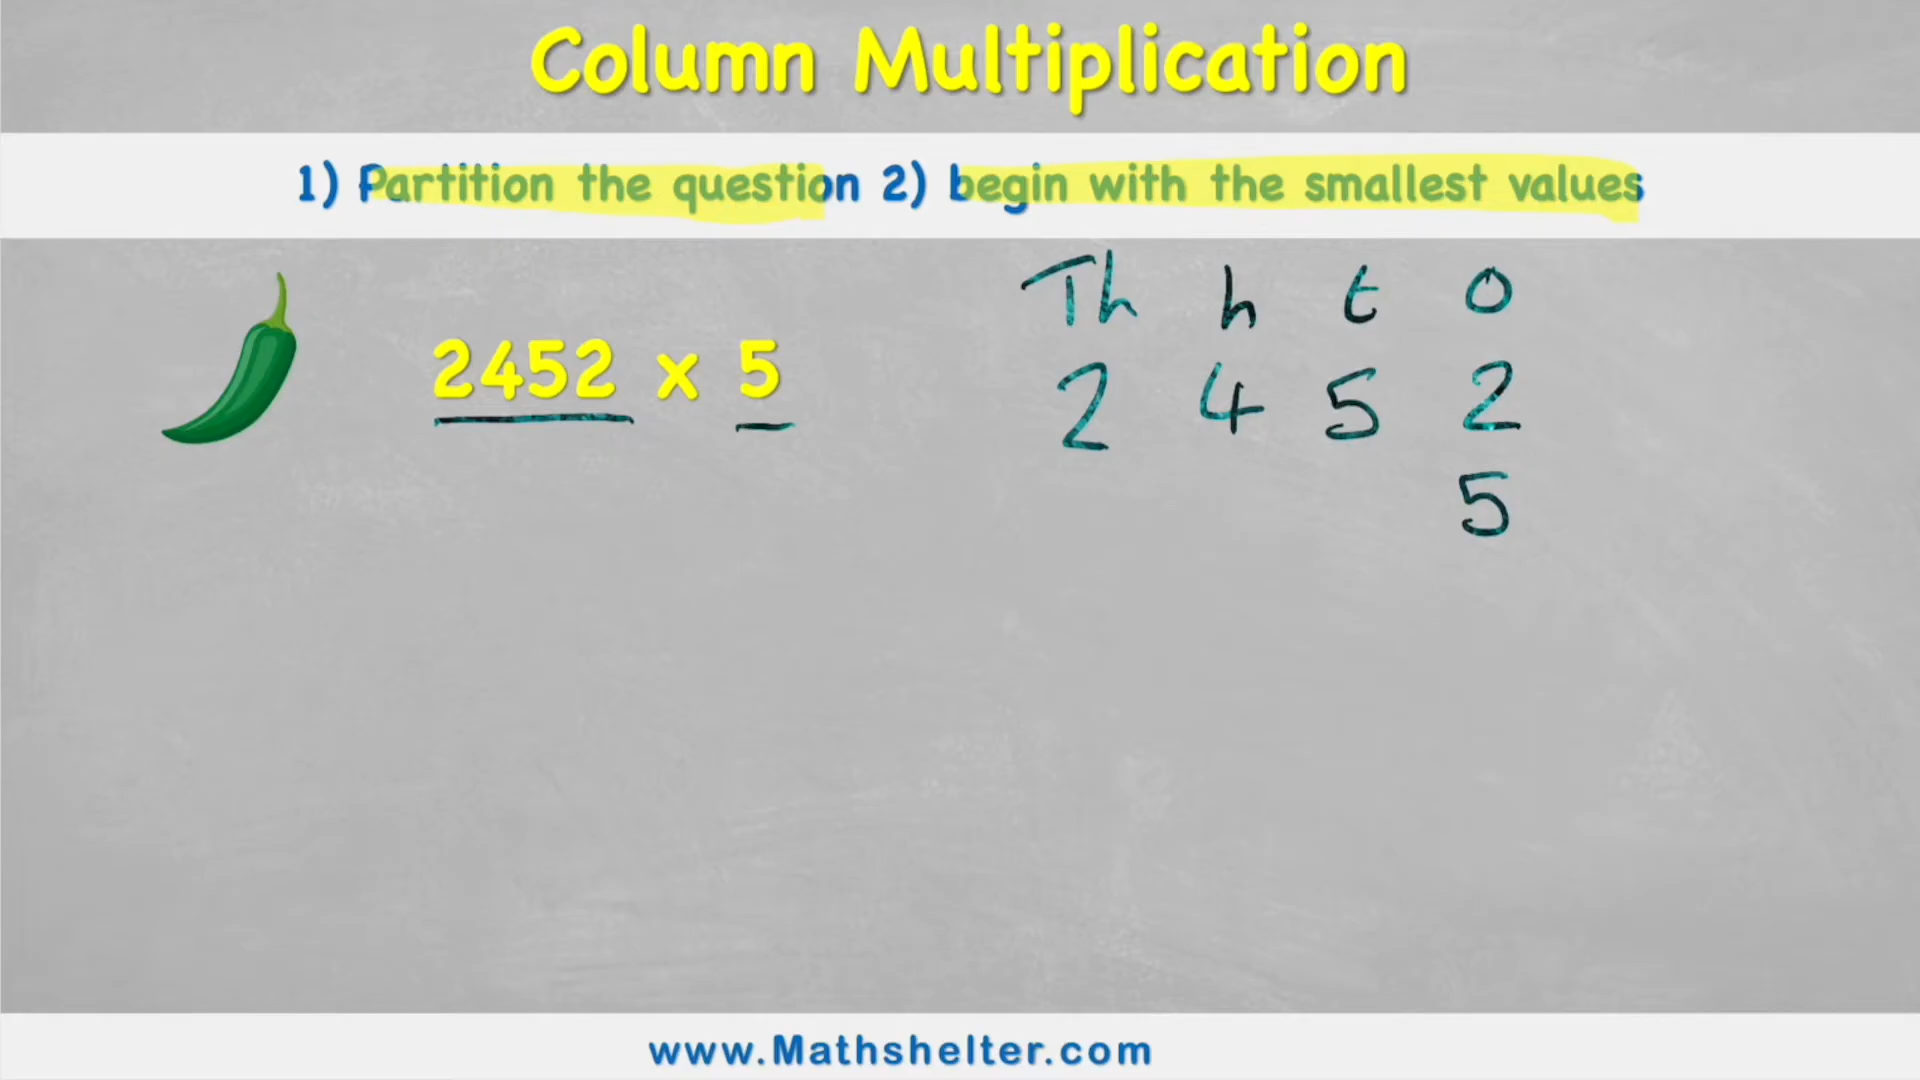 Column Multiplication
1) Partition the question 2) begin with the smallest values
Th h t O
2452 x 5
2 4 5 2
5
www.Mathshelter.com